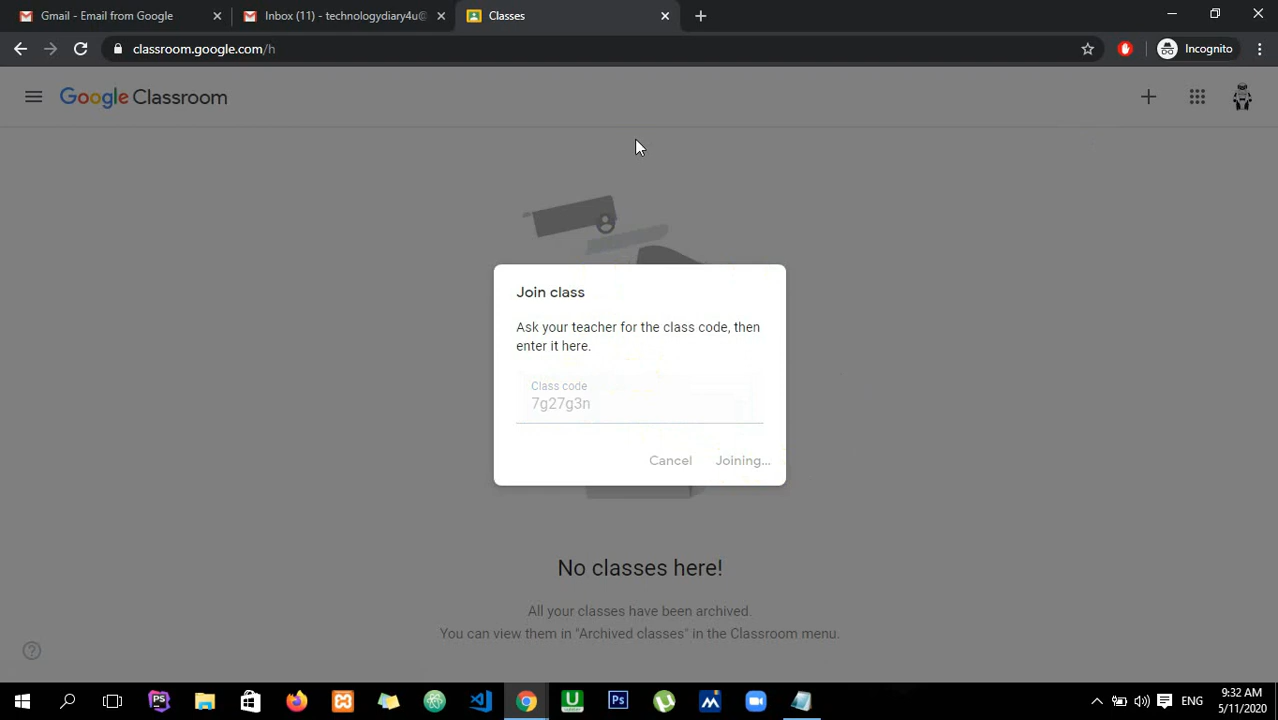 Gmail - Email from Google
Inbox (11) - technologydiary4u@
Classes
classroom.google.com/h
Incognito
Google Classroom
Join class
Ask your teacher for the class code, then
enter it here.
Class code
7g27g3n
Cancel
Joining...
No classes here!
All your classes have been archived.
You can view them in "Archived classes" in the Classroom menu.
ENG
9:32 AM
5/11/2020